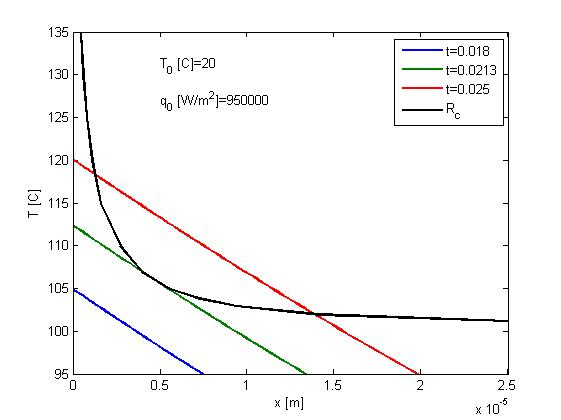 135
130
125
120
115
110
105
100
95
T [C]
T0 [C]=20
q0 [W/m2]=950000
t=0.018
t=0.0213
t=0.025
Rc
0
0.5
1
1.5
2
2.5
x [m]
x 10-5